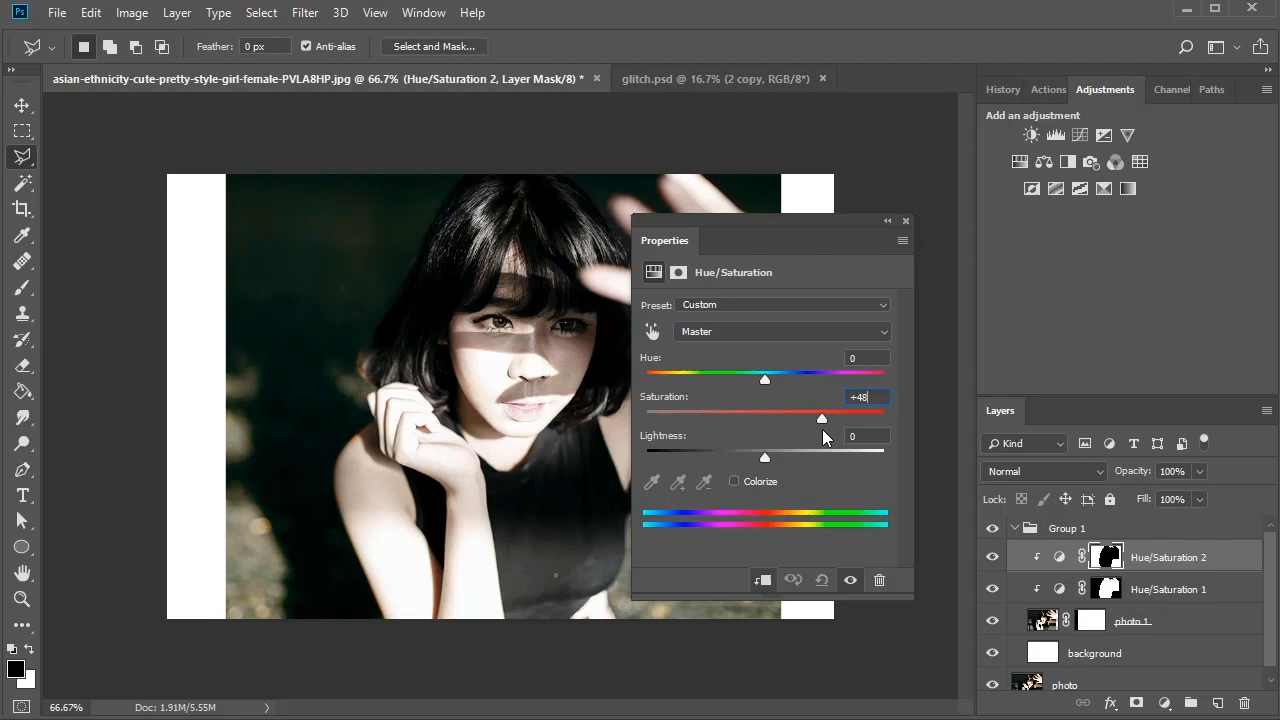 Ps File Edit Image Layer Type Select Filter 3D View Window Help
Feather: 0 px Anti-alias Select and Mask...
asian-ethnicity-cute-pretty-style-girl-female-PVLA8HP.jpg @ 66.7% (Hue/Saturation 2, Layer Mask/8) * × glitch.psd @ 16.7% (2 copy, RGB/8*) ×
History Actions Adjustments Channel Paths
Add an adjustment
Properties
Hue/Saturation
Preset: Custom
Master
Hue: 0
Saturation: +48
Lightness: 0
Colorize
Layers
Kind
Normal Opacity: 100%
Lock: Fill: 100%
Group 1
Hue/Saturation 2
Hue/Saturation 1
photo 1
background
photo
66.67% Doc: 1.91M/5.55M